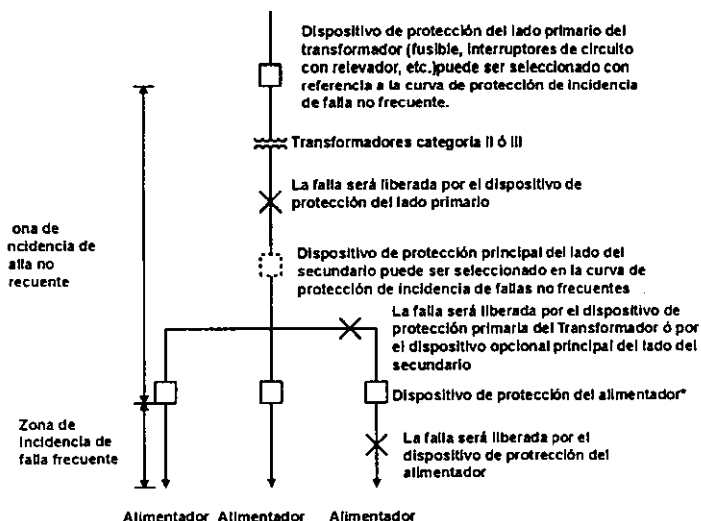 Dispositivo de protección del lado primario del
transformador (fusible, interruptores de circuito
con relevador, etc.)puede ser seleccionado con
referencia a la curva de protección de incidencia
de falla no frecuente.
Transformadores categoría II ó III
La falla será liberada por el dispositivo de
protección del lado primario
ona de
ncidencia de
alla no
recuente
Dispositivo de protección principal del lado del
secundario puede ser seleccionado en la curva de
protección de incidencia de fallas no frecuentes
La falla será liberada por el dispositivo de
protección primaria del Transformador ó por
el dispositivo opcional principal del lado del
secundario
Dispositivo de protección del alimentador*
Zona de
Incidencia de
falla frecuente
La falla será liberada por el
dispositivo de protrección del
alimentador
Alimentador Alimentador Alimentador